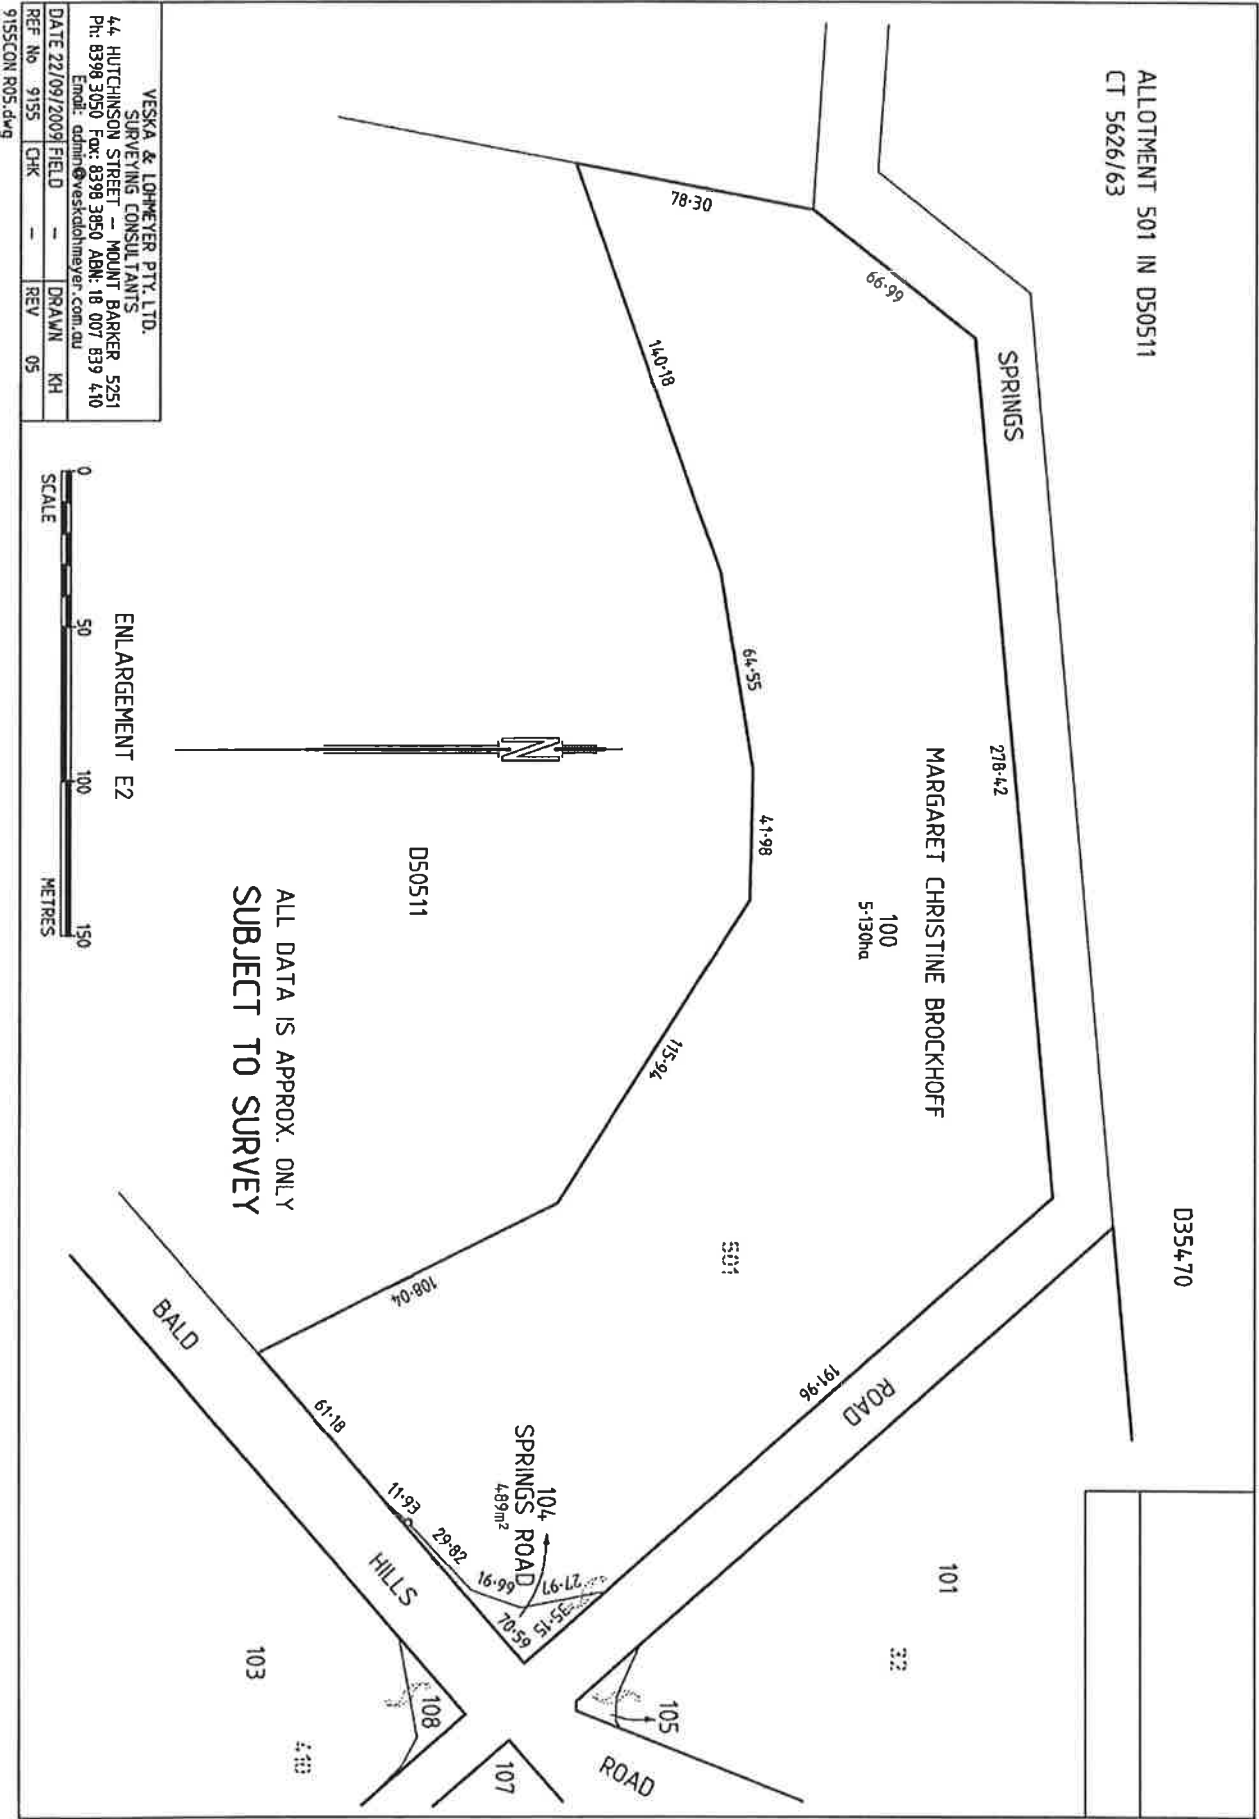 ALLOTMENT 501 IN D50511
CT 5626/63
D35470
SPRINGS
ROAD
78·30
66·99
278·42
191·96
140·18
64·55
41·98
115·94
108·04
MARGARET CHRISTINE BROCKHOFF
100
5·130ha
501
101
32
D50511
61·18
11·93
29·82
16·99
27·97
35·15
70·59
104
SPRINGS ROAD
489m²
BALD
HILLS
ROAD
105
107
108
103
410
ALL DATA IS APPROX. ONLY
SUBJECT TO SURVEY
N
ENLARGEMENT E2
0 50 100 150
SCALE METRES
VESKA & LOHMEYER PTY. LTD.
SURVEYING CONSULTANTS
44 HUTCHINSON STREET - MOUNT BARKER 5251
Ph: 8398 3050 Fax: 8398 3850 ABN: 18 007 839 410
Email: admin@veskalohmeyer.com.au
DATE 22/09/2009 FIELD - DRAWN KH
REF No 9155 CHK - REV 05
9155CON R05.dwg